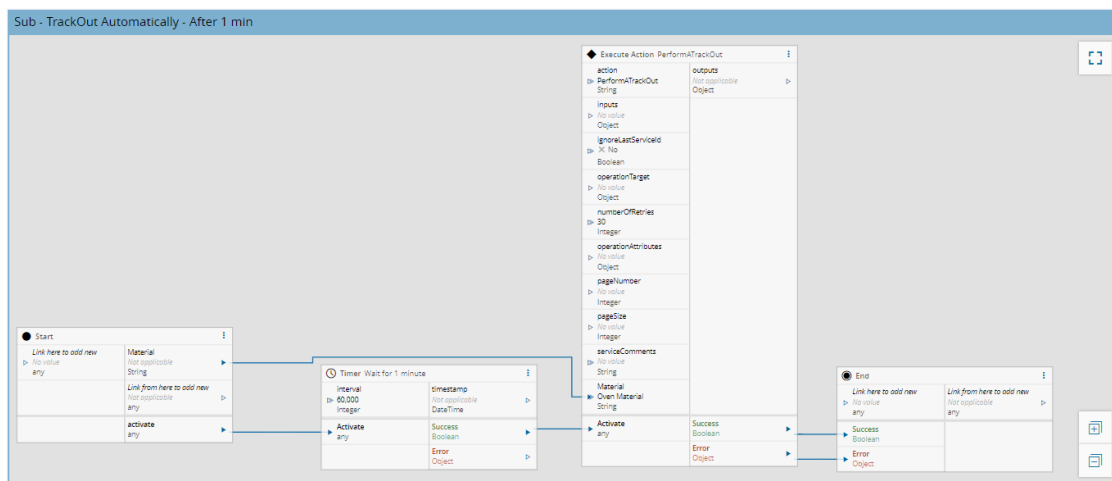 Sub - TrackOut Automatically - After 1 min
Execute Action PerformATrackOut
action
PerformATrackOut
String
outputs
Not applicable
Object
inputs
No value
Object
ignoreLastServiceId
No
Boolean
operationTarget
No value
Object
numberOfRetries
30
Integer
operationAttributes
No value
Object
pageNumber
No value
Integer
pageSize
No value
Integer
serviceComments
No value
String
Material
Oven Material
String
Activate
any
Success
Boolean
Error
Object
Start
Link here to add new
No value
any
Material
Not applicable
String
Link from here to add new
Not applicable
any
activate
any
Timer Wait for 1 minute
interval
60,000
Integer
timestamp
Not applicable
DateTime
Activate
any
Success
Boolean
Error
Object
End
Link here to add new
No value
any
Link from here to add new
Not applicable
any
Success
Boolean
Error
Object